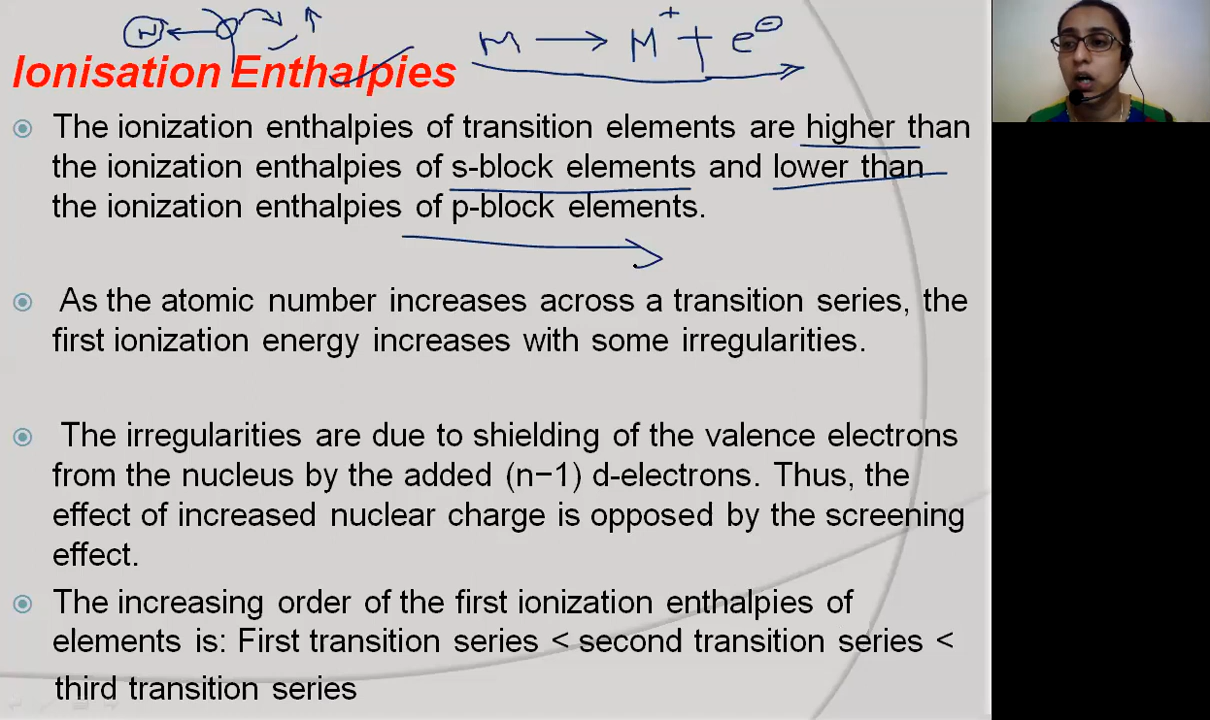 N
M → M⁺ + e⊖
Ionisation Enthalpies
The ionization enthalpies of transition elements are higher than
the ionization enthalpies of s-block elements and lower than
the ionization enthalpies of p-block elements.
As the atomic number increases across a transition series, the
first ionization energy increases with some irregularities.
The irregularities are due to shielding of the valence electrons
from the nucleus by the added (n−1) d-electrons. Thus, the
effect of increased nuclear charge is opposed by the screening
effect.
The increasing order of the first ionization enthalpies of
elements is: First transition series < second transition series <
third transition series